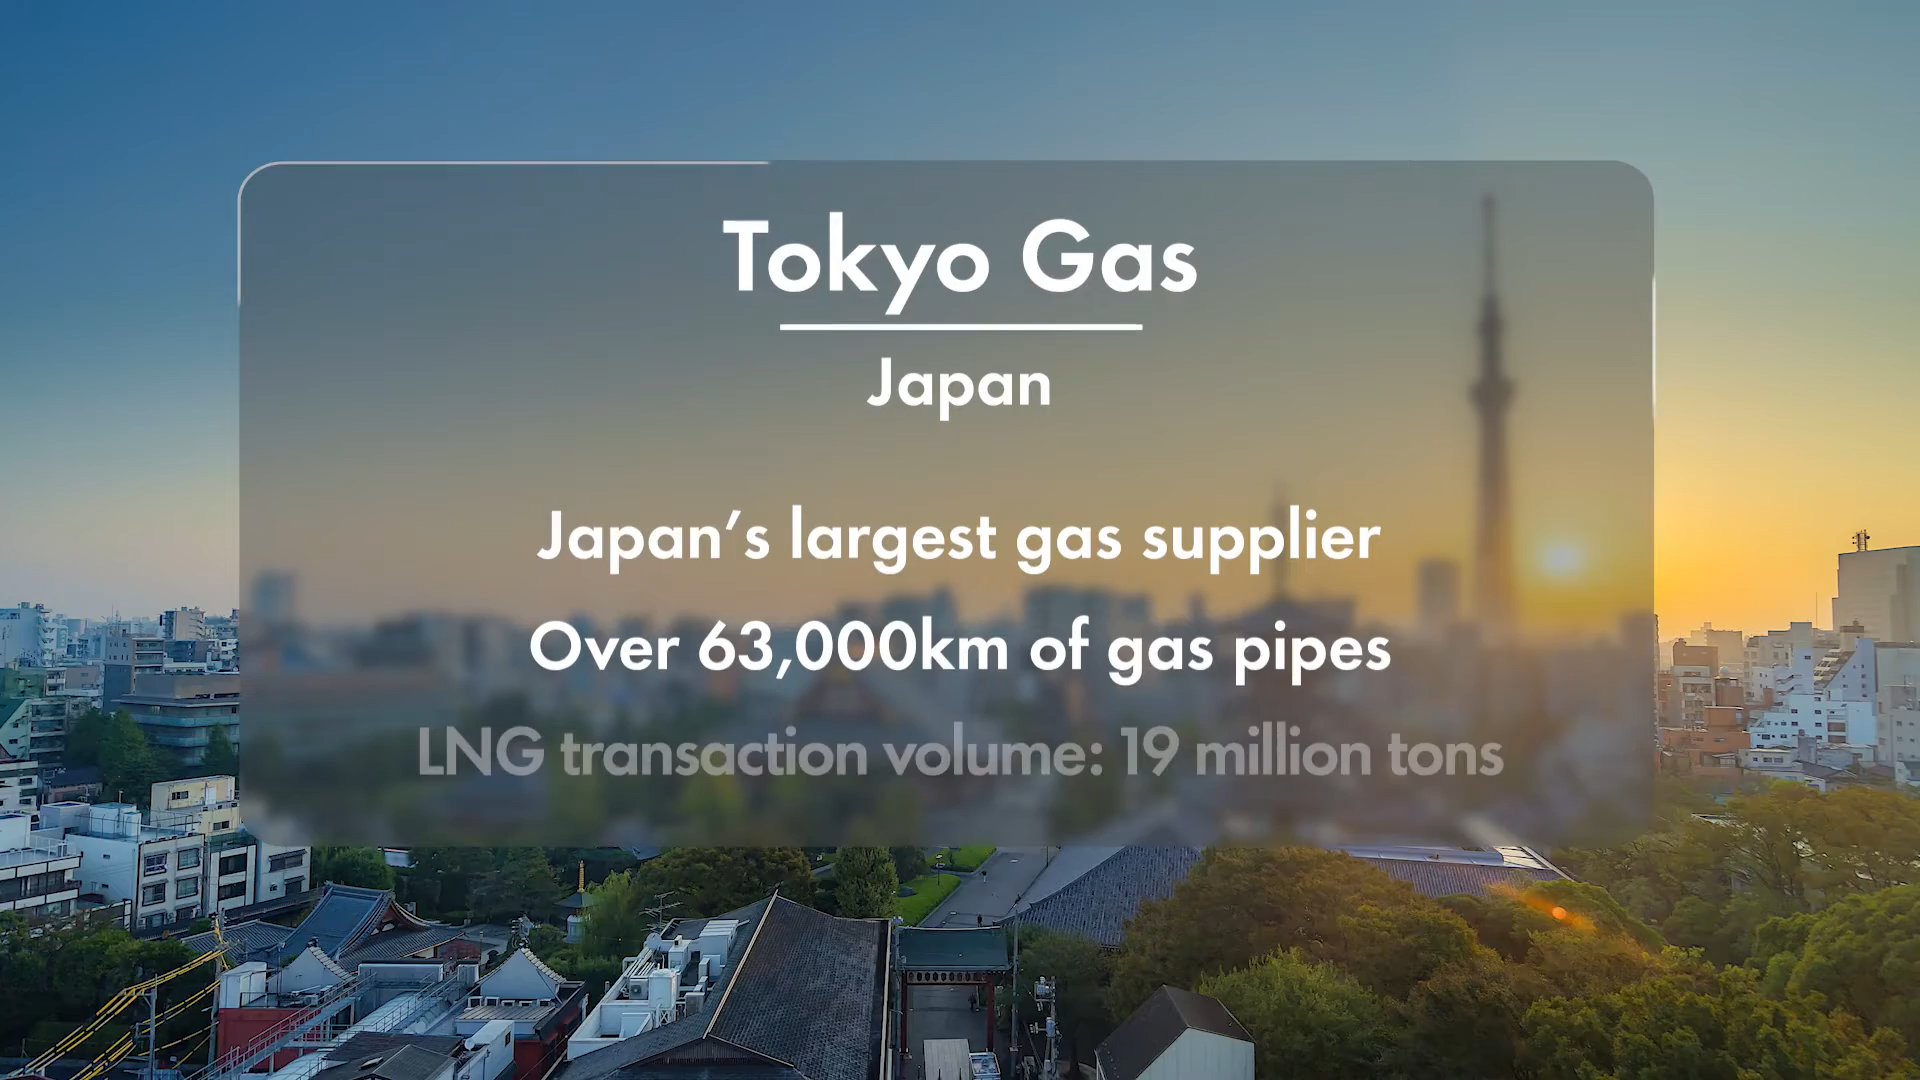 Tokyo Gas
Japan
Japan’s largest gas supplier
Over 63,000km of gas pipes
LNG transaction volume: 19 million tons